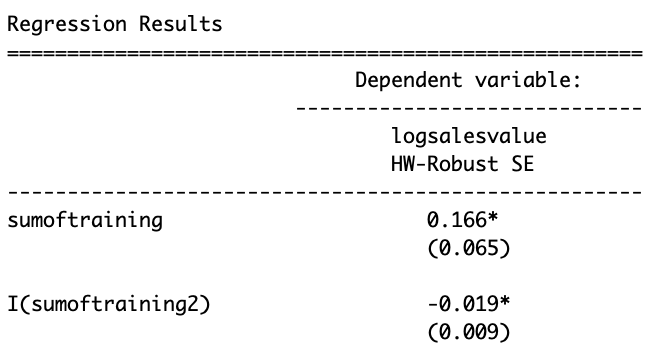 Regression Results
=====================================================
Dependent variable:
-----------------------------
logsalesvalue
HW-Robust SE
-----------------------------------------------------
sumoftraining 0.166*
(0.065)
I(sumoftraining2) -0.019*
(0.009)